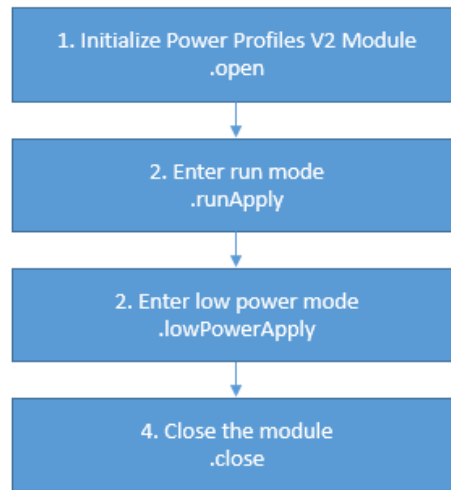 1. Initialize Power Profiles V2 Module
.open
2. Enter run mode
.runApply
2. Enter low power mode
.lowPowerApply
4. Close the module
.close